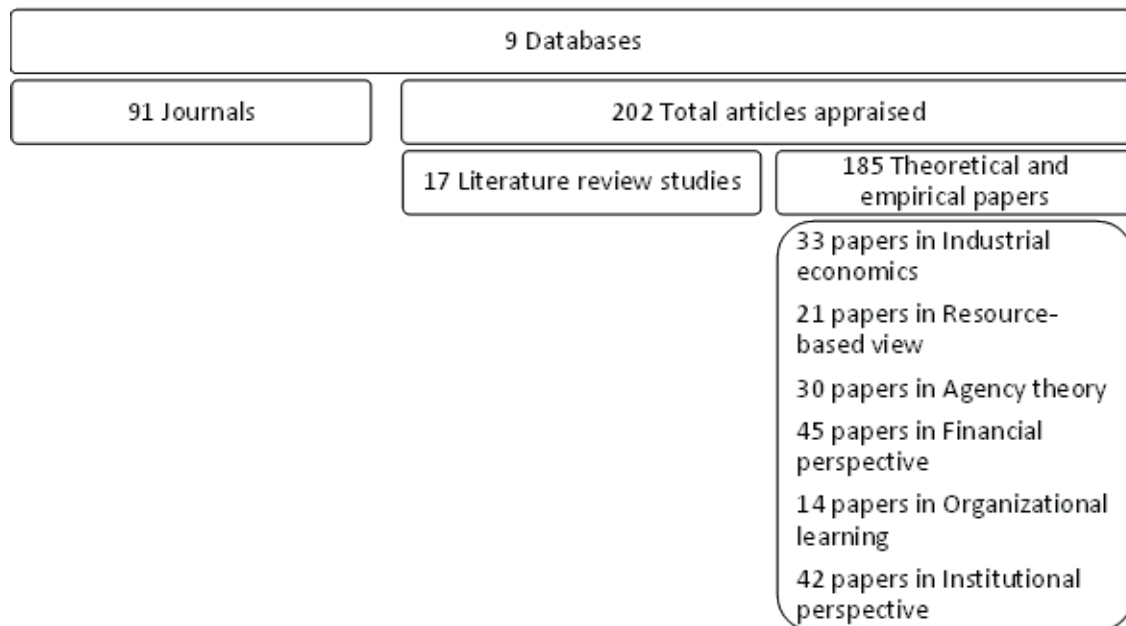 9 Databases
91 Journals
202 Total articles appraised
17 Literature review studies
185 Theoretical and
empirical papers
33 papers in Industrial
economics
21 papers in Resource-
based view
30 papers in Agency theory
45 papers in Financial
perspective
14 papers in Organizational
learning
42 papers in Institutional
perspective